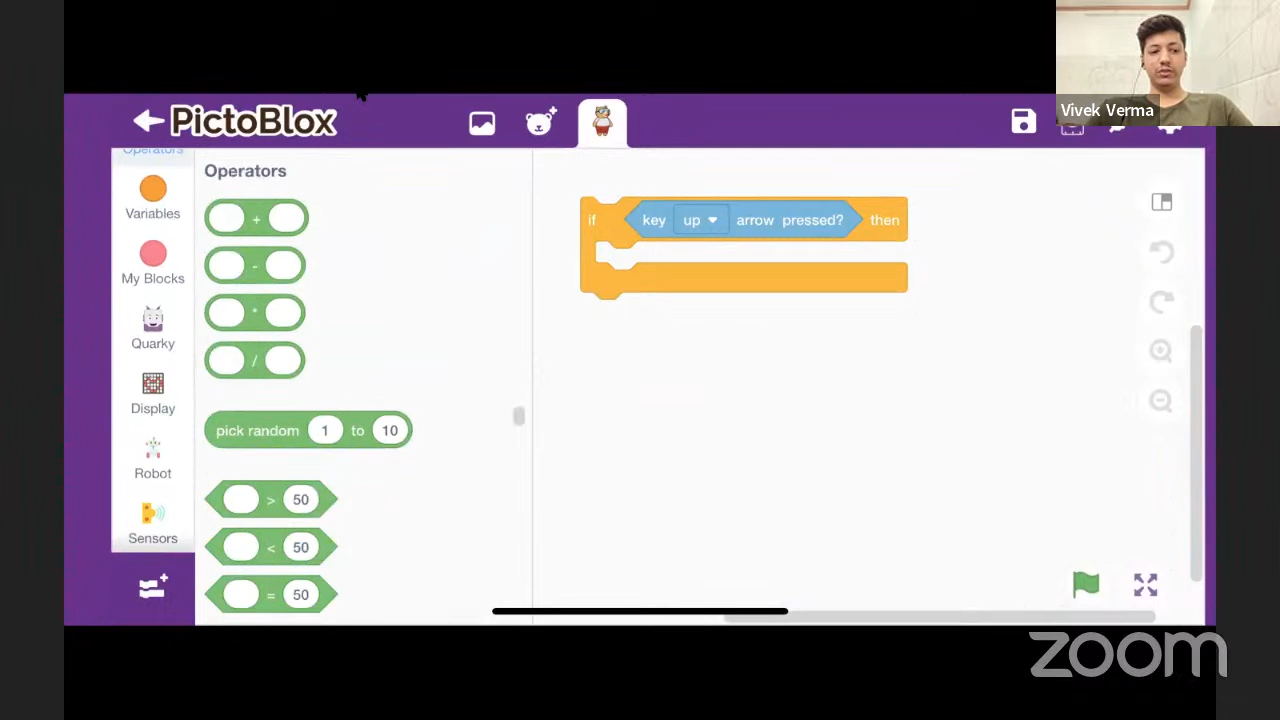 Vivek Verma
PictoBlox
Operators
Operators
Variables
+
if key up arrow pressed? then
-
My Blocks
*
Quarky
/
Display
pick random 1 to 10
Robot
> 50
Sensors
< 50
= 50
zoom